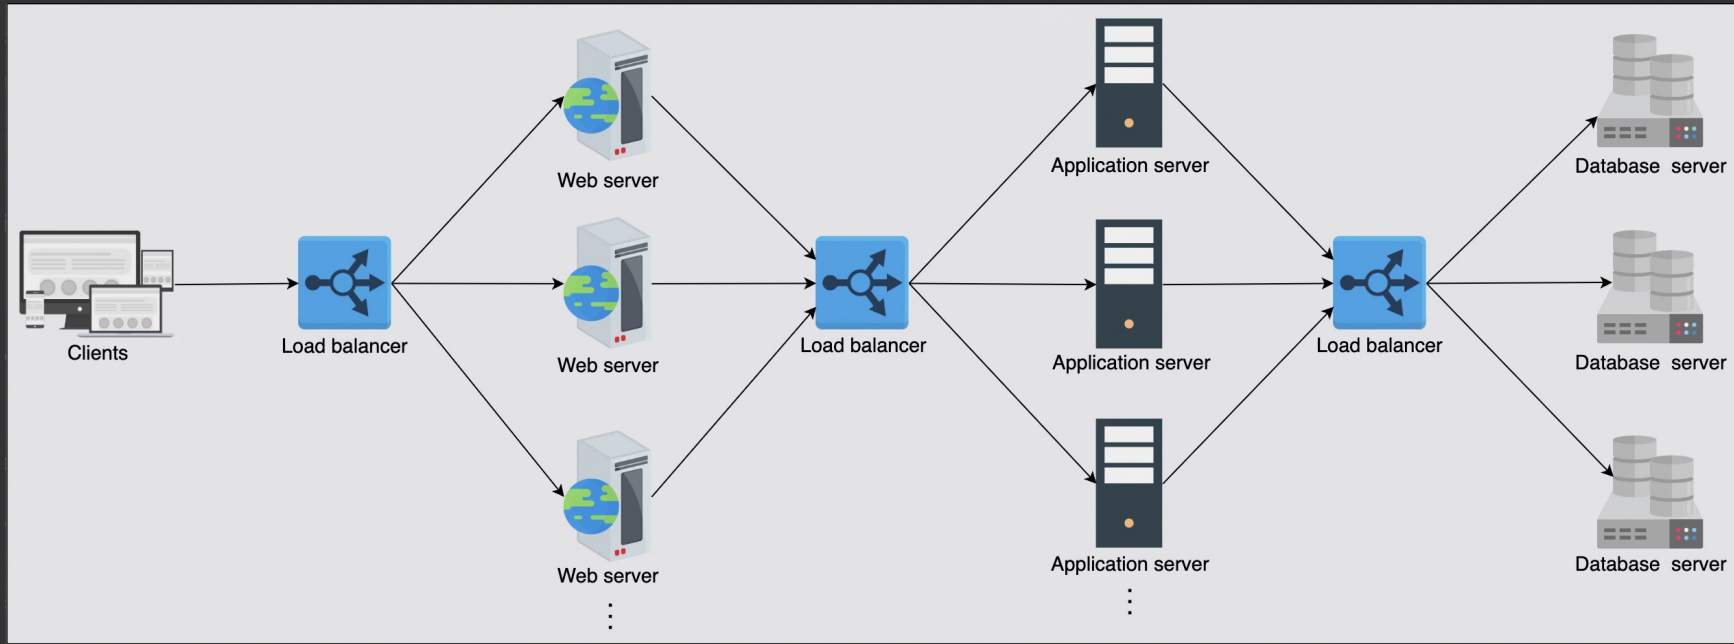 Clients
Load balancer
Web server
Web server
Web server
Load balancer
Application server
Application server
Application server
Load balancer
Database server
Database server
Database server